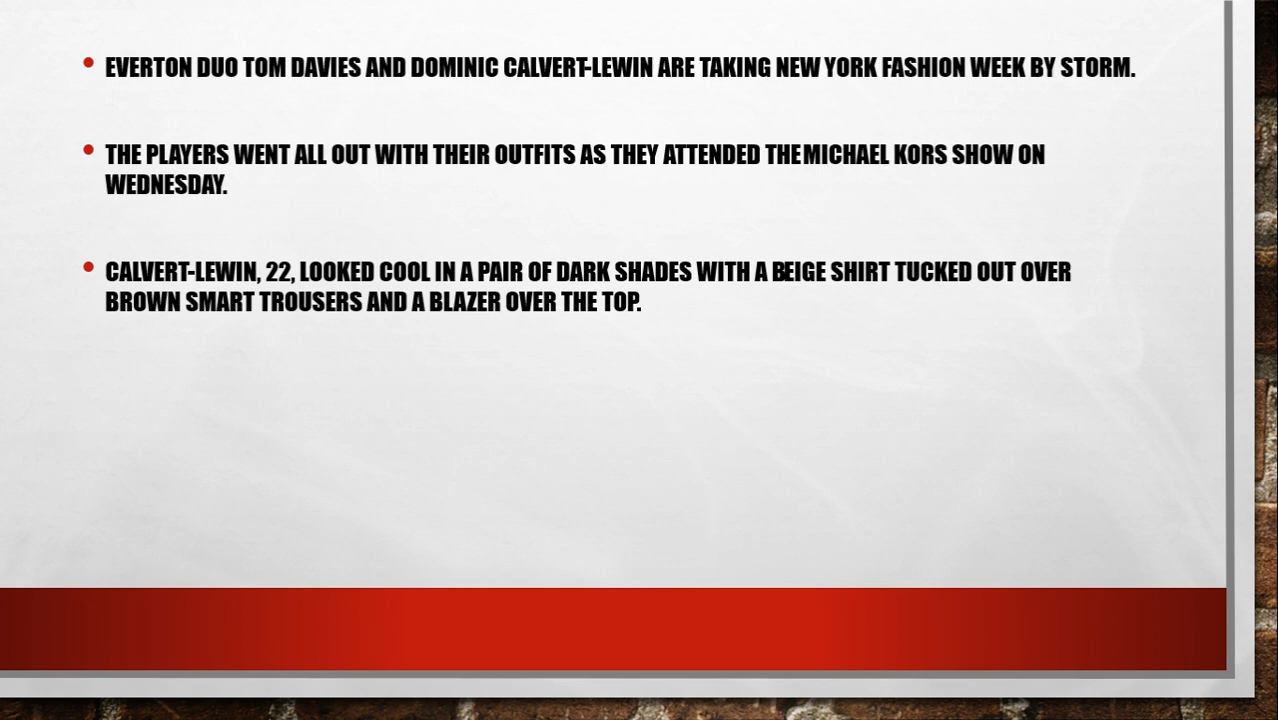 • EVERTON DUO TOM DAVIES AND DOMINIC CALVERT-LEWIN ARE TAKING NEW YORK FASHION WEEK BY STORM.
• THE PLAYERS WENT ALL OUT WITH THEIR OUTFITS AS THEY ATTENDED THE MICHAEL KORS SHOW ON
WEDNESDAY.
• CALVERT-LEWIN, 22, LOOKED COOL IN A PAIR OF DARK SHADES WITH A BEIGE SHIRT TUCKED OUT OVER
BROWN SMART TROUSERS AND A BLAZER OVER THE TOP.